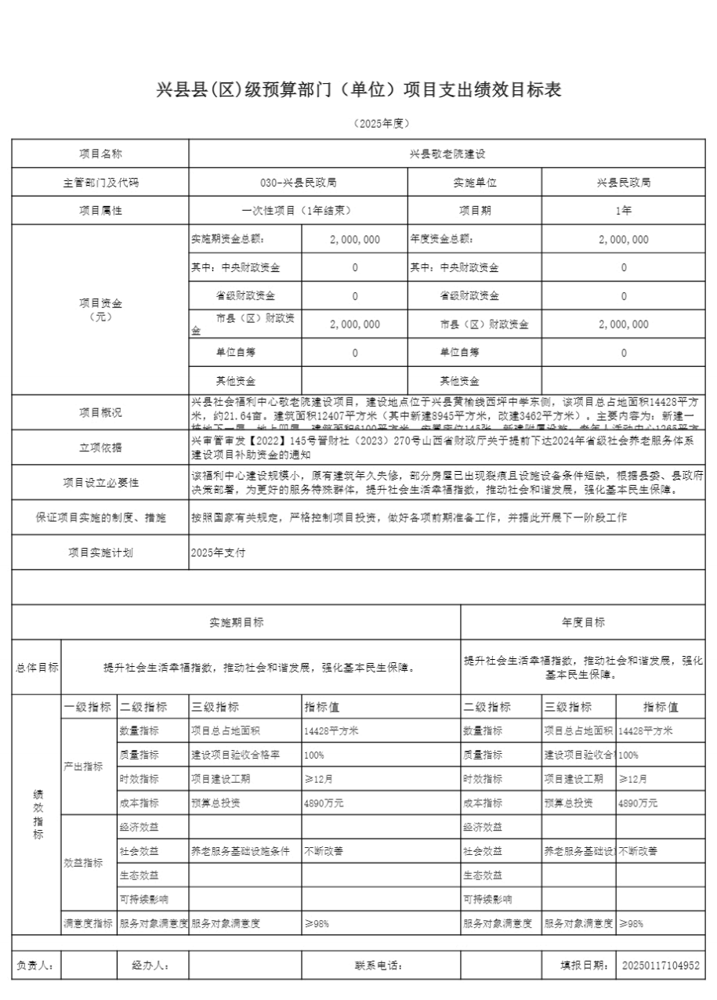 兴县县(区)级预算部门（单位）项目支出绩效目标表
（2025年度）
项目名称 兴县敬老院建设
主管部门及代码 030-兴县民政局 实施单位 兴县民政局
项目属性 一次性项目（1年结束） 项目期 1年
项目资金（元）
实施期资金总额: 2,000,000 年度资金总额: 2,000,000
其中: 中央财政资金 0 其中: 中央财政资金 0
省级财政资金 0 省级财政资金 0
市县（区）财政资金 2,000,000 市县（区）财政资金 2,000,000
单位自筹 0 单位自筹 0
其他资金 其他资金
项目概况
兴县社会福利中心敬老院建设项目，建设地点位于兴县黄榆线西坪中学东侧，该项目总占地面积14428平方
米，约21.64亩。建筑面积12407平方米（其中新建8945平方米，改建3462平方米）。主要内容为：新建一
立项依据
兴审管审发【2022】145号晋财社（2023）270号山西省财政厅关于提前下达2024年省级社会养老服务体系
建设项目补助资金的通知
项目设立必要性
该福利中心建设规模小，原有建筑年久失修，部分房屋已出现裂痕且设施设备条件短缺，根据县委、县政府
决策部署，为更好的服务特殊群体，提升社会生活幸福指数，推动社会和谐发展，强化基本民生保障。
保证项目实施的制度、措施 按照国家有关规定，严格控制项目投资，做好各项前期准备工作，并据此开展下一阶段工作
项目实施计划 2025年支付
实施期目标 年度目标
总体目标 提升社会生活幸福指数，推动社会和谐发展，强化基本民生保障。 提升社会生活幸福指数，推动社会和谐发展，强化基本民生保障。
绩效指标
一级指标 二级指标 三级指标 指标值 二级指标 三级指标 指标值
产出指标
数量指标 项目总占地面积 14428平方米 数量指标 项目总占地面积 14428平方米
质量指标 建设项目验收合格率 100% 质量指标 建设项目验收合 100%
时效指标 项目建设工期 ≥12月 时效指标 项目建设工期 ≥12月
成本指标 预算总投资 4890万元 成本指标 预算总投资 4890万元
效益指标
经济效益 经济效益
社会效益 养老服务基础设施条件 不断改善 社会效益 养老服务基础设 不断改善
生态效益 生态效益
可持续影响 可持续影响
满意度指标 服务对象满意度 服务对象满意度 ≥98% 服务对象满意度 服务对象满意度 ≥98%
负责人: 经办人: 联系电话: 填报日期: 20250117104952